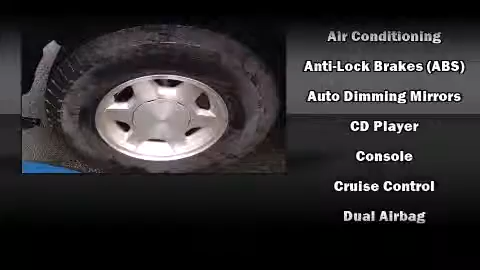 Air Conditioning
Anti-Lock Brakes (ABS)
Auto Dimming Mirrors
CD Player
Console
Cruise Control
Dual Airbag